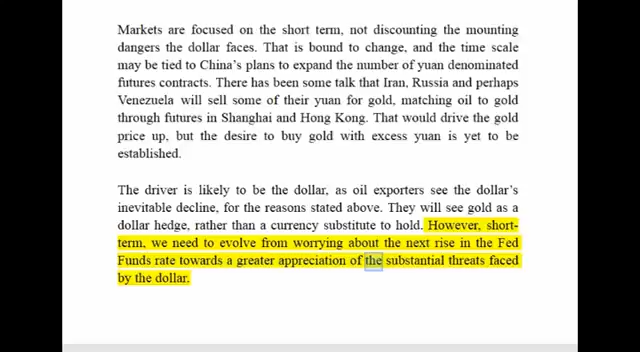 Markets are focused on the short term, not discounting the mounting
dangers the dollar faces. That is bound to change, and the time scale
may be tied to China's plans to expand the number of yuan denominated
futures contracts. There has been some talk that Iran, Russia and perhaps
Venezuela will sell some of their yuan for gold, matching oil to gold
through futures in Shanghai and Hong Kong. That would drive the gold
price up, but the desire to buy gold with excess yuan is yet to be
established.
The driver is likely to be the dollar, as oil exporters see the dollar's
inevitable decline, for the reasons stated above. They will see gold as a
dollar hedge, rather than a currency substitute to hold. However, short-
term, we need to evolve from worrying about the next rise in the Fed
Funds rate towards a greater appreciation of the substantial threats faced
by the dollar.